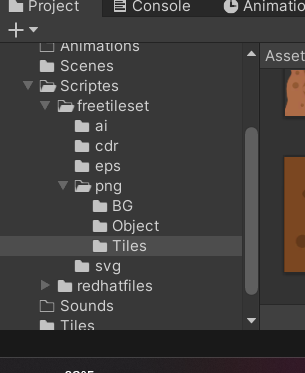 Project Console Animatio
Asset
Animations
Scenes
Scriptes
freetileset
ai
cdr
eps
png
BG
Object
Tiles
svg
redhatfiles
Sounds
Tiles